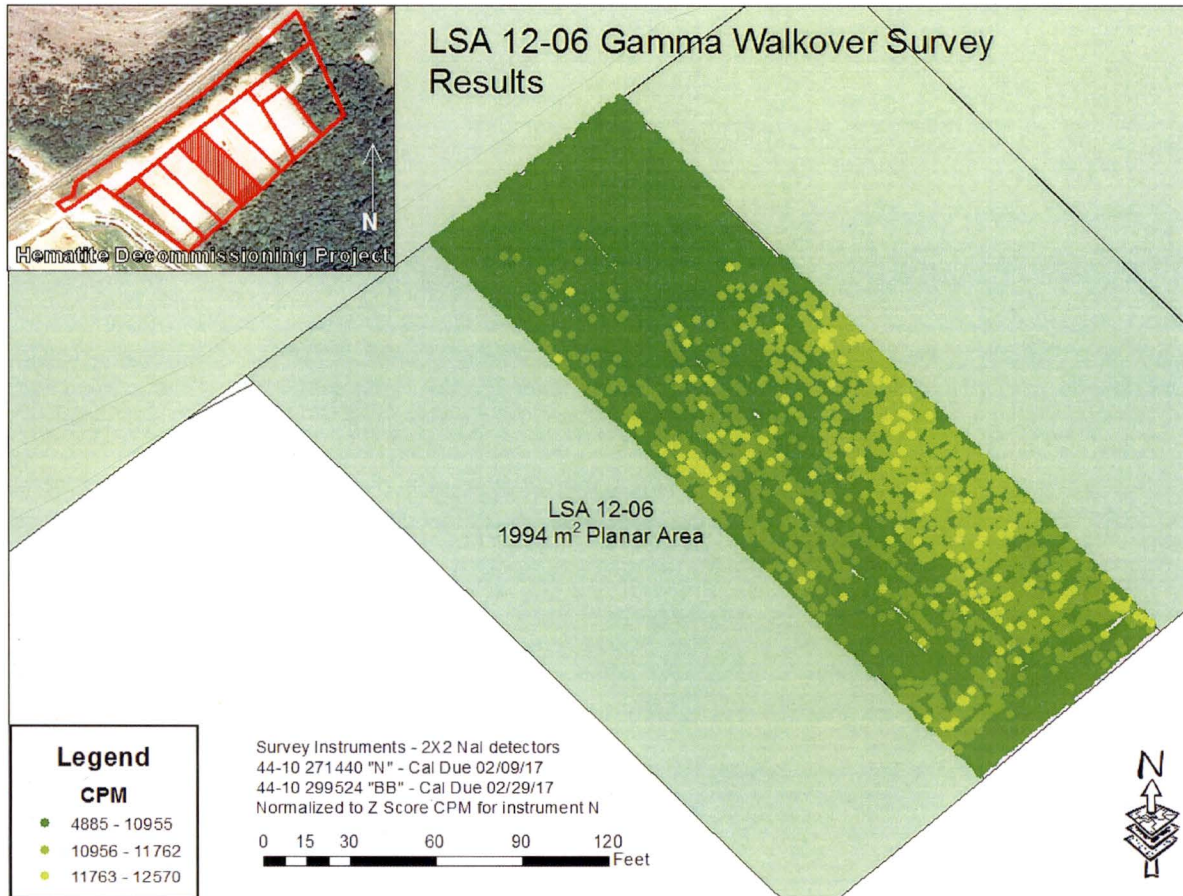 LSA 12-06 Gamma Walkover Survey
Results
N
Hematite Decommissioning Project
LSA 12-06
1994 m² Planar Area
Legend
CPM
4885 - 10955
10956 - 11762
11763 - 12570
Survey Instruments - 2X2 NaI detectors
44-10 271440 "N" - Cal Due 02/09/17
44-10 299524 "BB" - Cal Due 02/29/17
Normalized to Z Score CPM for instrument N
0 15 30 60 90 120
Feet
N